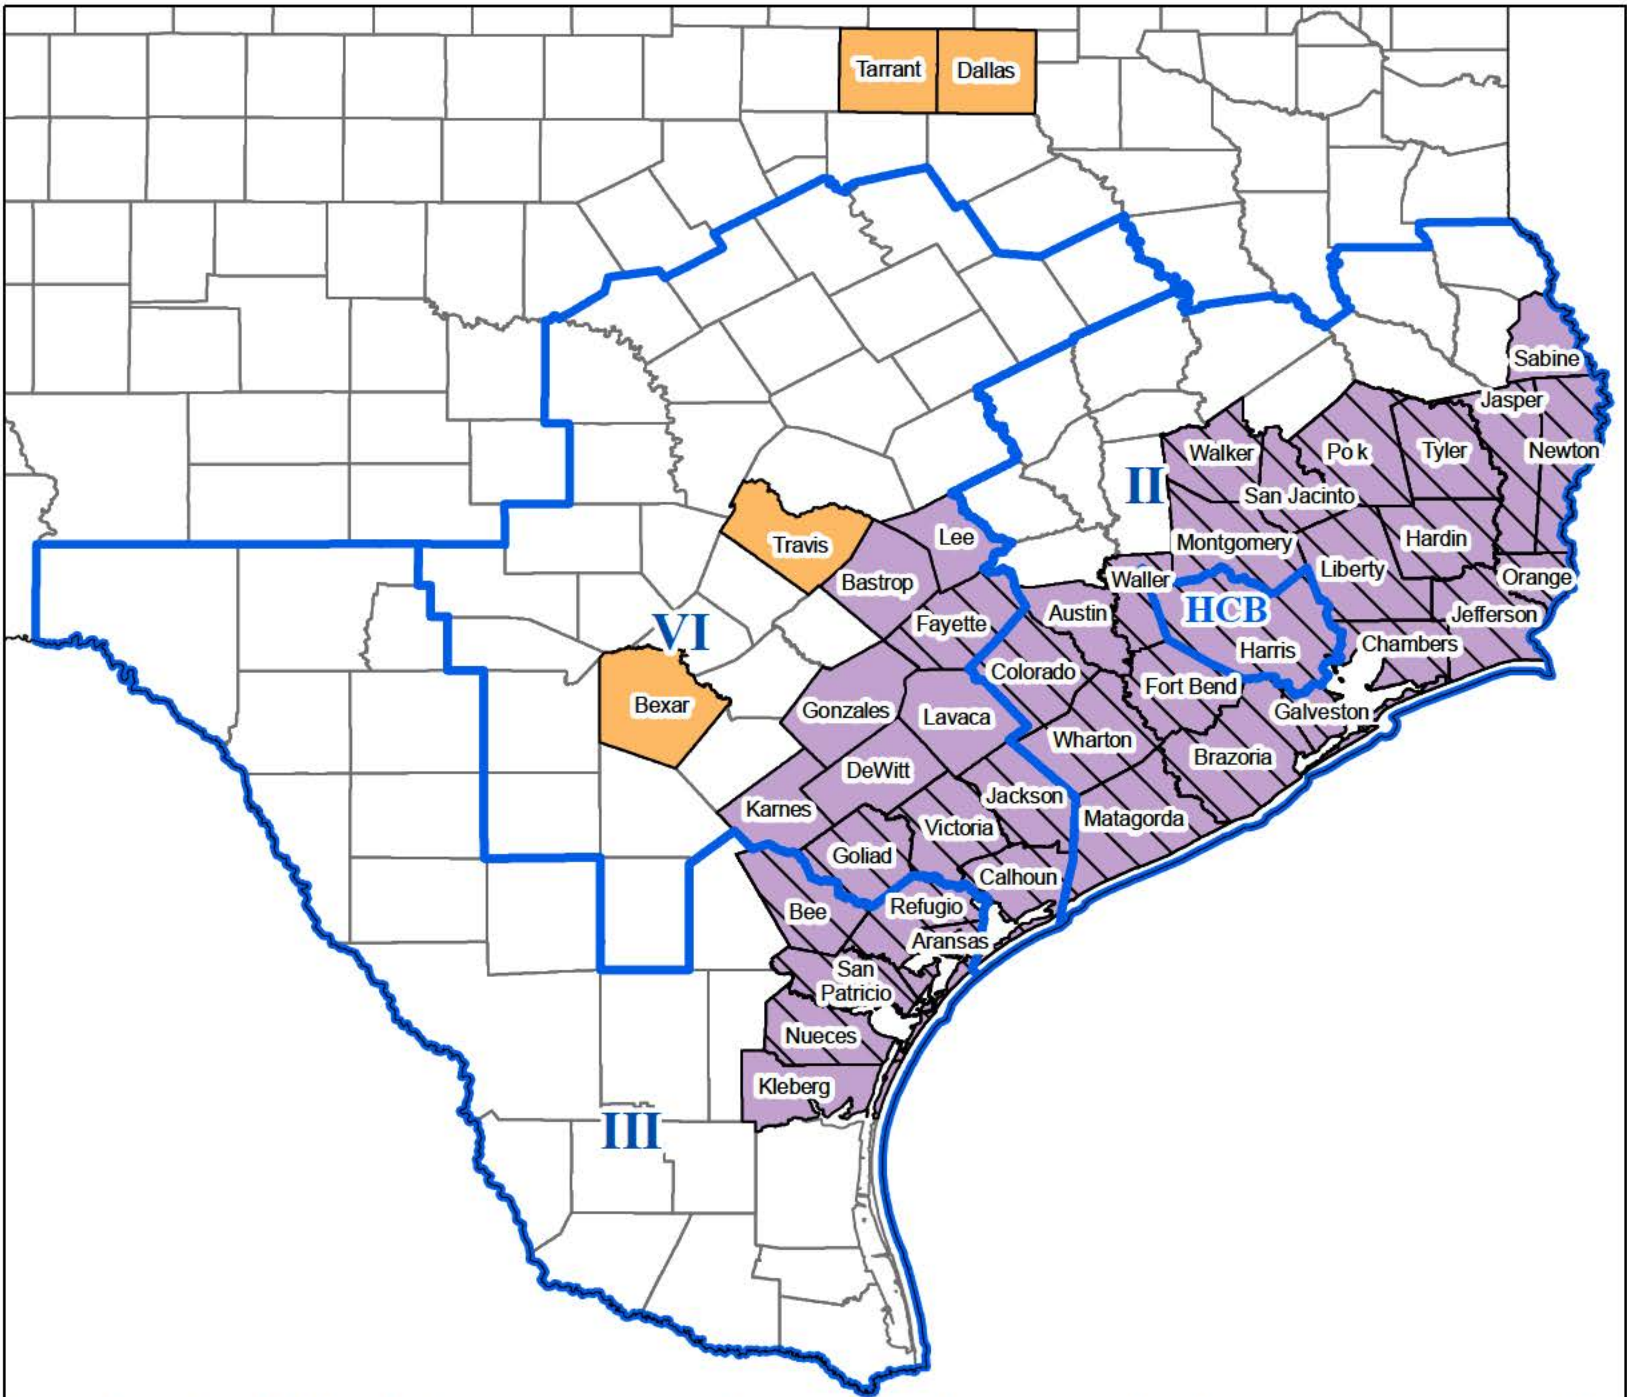 Tarrant
Dallas
Sabine
Jasper
Walker
Po k
Tyler
Newton
II
San Jacinto
Travis
Lee
Montgomery
Hardin
Bastrop
Waller
Liberty
Orange
HCB
Fayette
Austin
Jefferson
VI
Harris
Chambers
Colorado
Fort Bend
Bexar
Gonzales
Lavaca
Galveston
Wharton
Brazoria
DeWitt
Karnes
Jackson
Matagorda
Victoria
Goliad
Calhoun
Bee
Refugio
Aransas
San
Patricio
Nueces
Kleberg
III